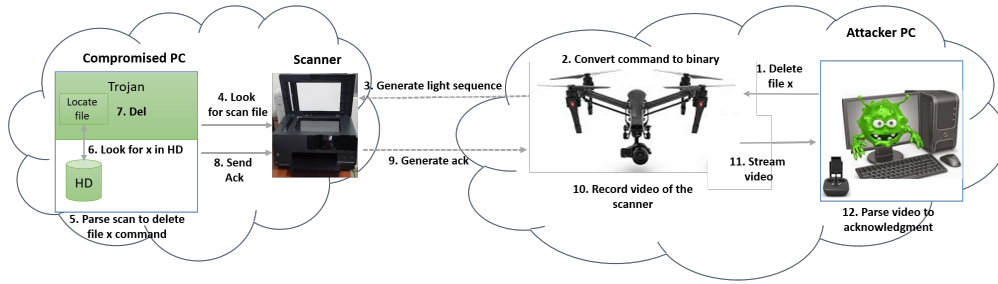 Compromised PC
Scanner
Attacker PC
Trojan
Locate
file
7. Del
6. Look for x in HD
HD
5. Parse scan to delete
file x command
4. Look
for scan file
8. Send
Ack
3. Generate light sequence
9. Generate ack
2. Convert command to binary
10. Record video of the
scanner
1. Delete
file x
11. Stream
video
12. Parse video to
acknowledgment